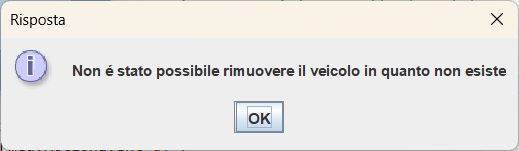 Risposta
Non é stato possibile rimuovere il veicolo in quanto non esiste
OK